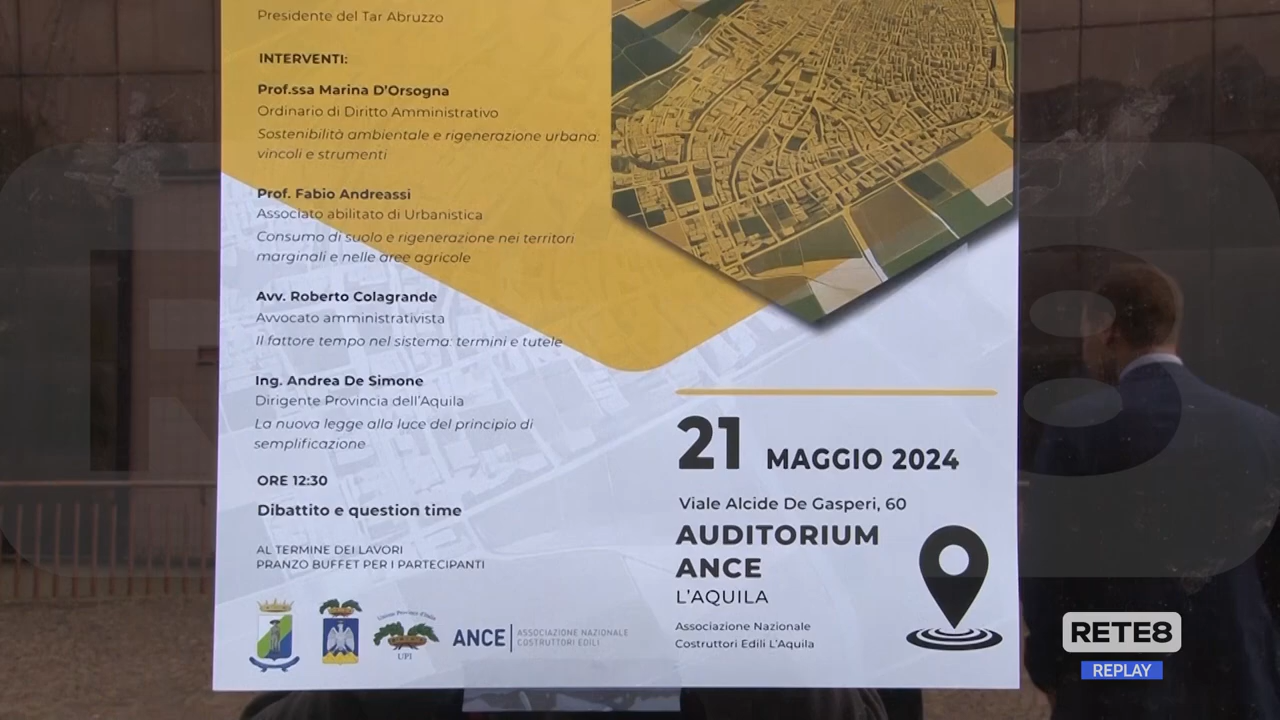 Presidente del Tar Abruzzo
INTERVENTI:
Prof.ssa Marina D'Orsogna
Ordinario di Diritto Amministrativo
Sostenibilità ambientale e rigenerazione urbana:
vincoli e strumenti
Prof. Fabio Andreassi
Associato abilitato di Urbanistica
Consumo di suolo e rigenerazione nei territori
marginali e nelle aree agricole
Avv. Roberto Colagrande
Avvocato amministrativista
Il fattore tempo nel sistema: termini e tutele
Ing. Andrea De Simone
Dirigente Provincia dell'Aquila
La nuova legge alla luce del principio di
semplificazione
ORE 12:30
Dibattito e question time
AL TERMINE DEI LAVORI
PRANZO BUFFET PER I PARTECIPANTI
Unione Province d'Italia
UPI
ANCE
ASSOCIAZIONE NAZIONALE
COSTRUTTORI EDILI
21 MAGGIO 2024
Viale Alcide De Gasperi, 60
AUDITORIUM
ANCE
L'AQUILA
Associazione Nazionale
Costruttori Edili L'Aquila
RETE8
REPLAY